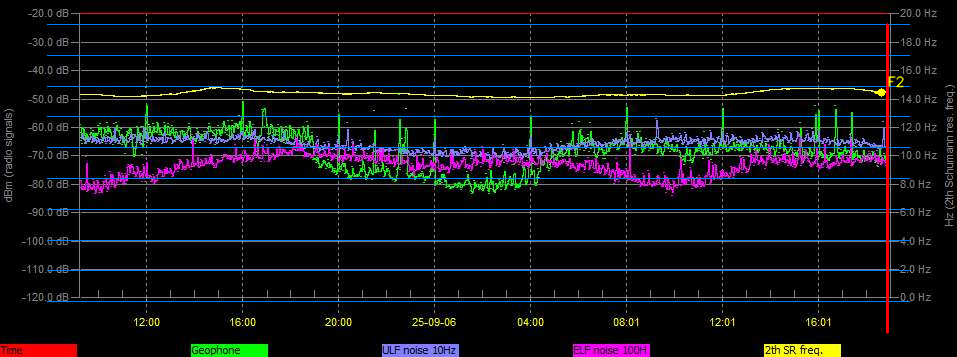 -20.0 dB 20.0 Hz
-30.0 dB 18.0 Hz
-40.0 dB 16.0 Hz
F2
-50.0 dB 14.0 Hz
-60.0 dB 12.0 Hz
-70.0 dB 10.0 Hz
-80.0 dB 8.0 Hz
-90.0 dB 6.0 Hz
-100.0 dB 4.0 Hz
-110.0 dB 2.0 Hz
-120.0 dB 0.0 Hz
dBm (radio signals)
Hz (2th Schumann res. freq.)
12:00 16:00 20:00 25-09-06 04:00 08:01 12:01 16:01
Time Geophone ULF noise 10Hz ELF noise 100H 2th SR freq.